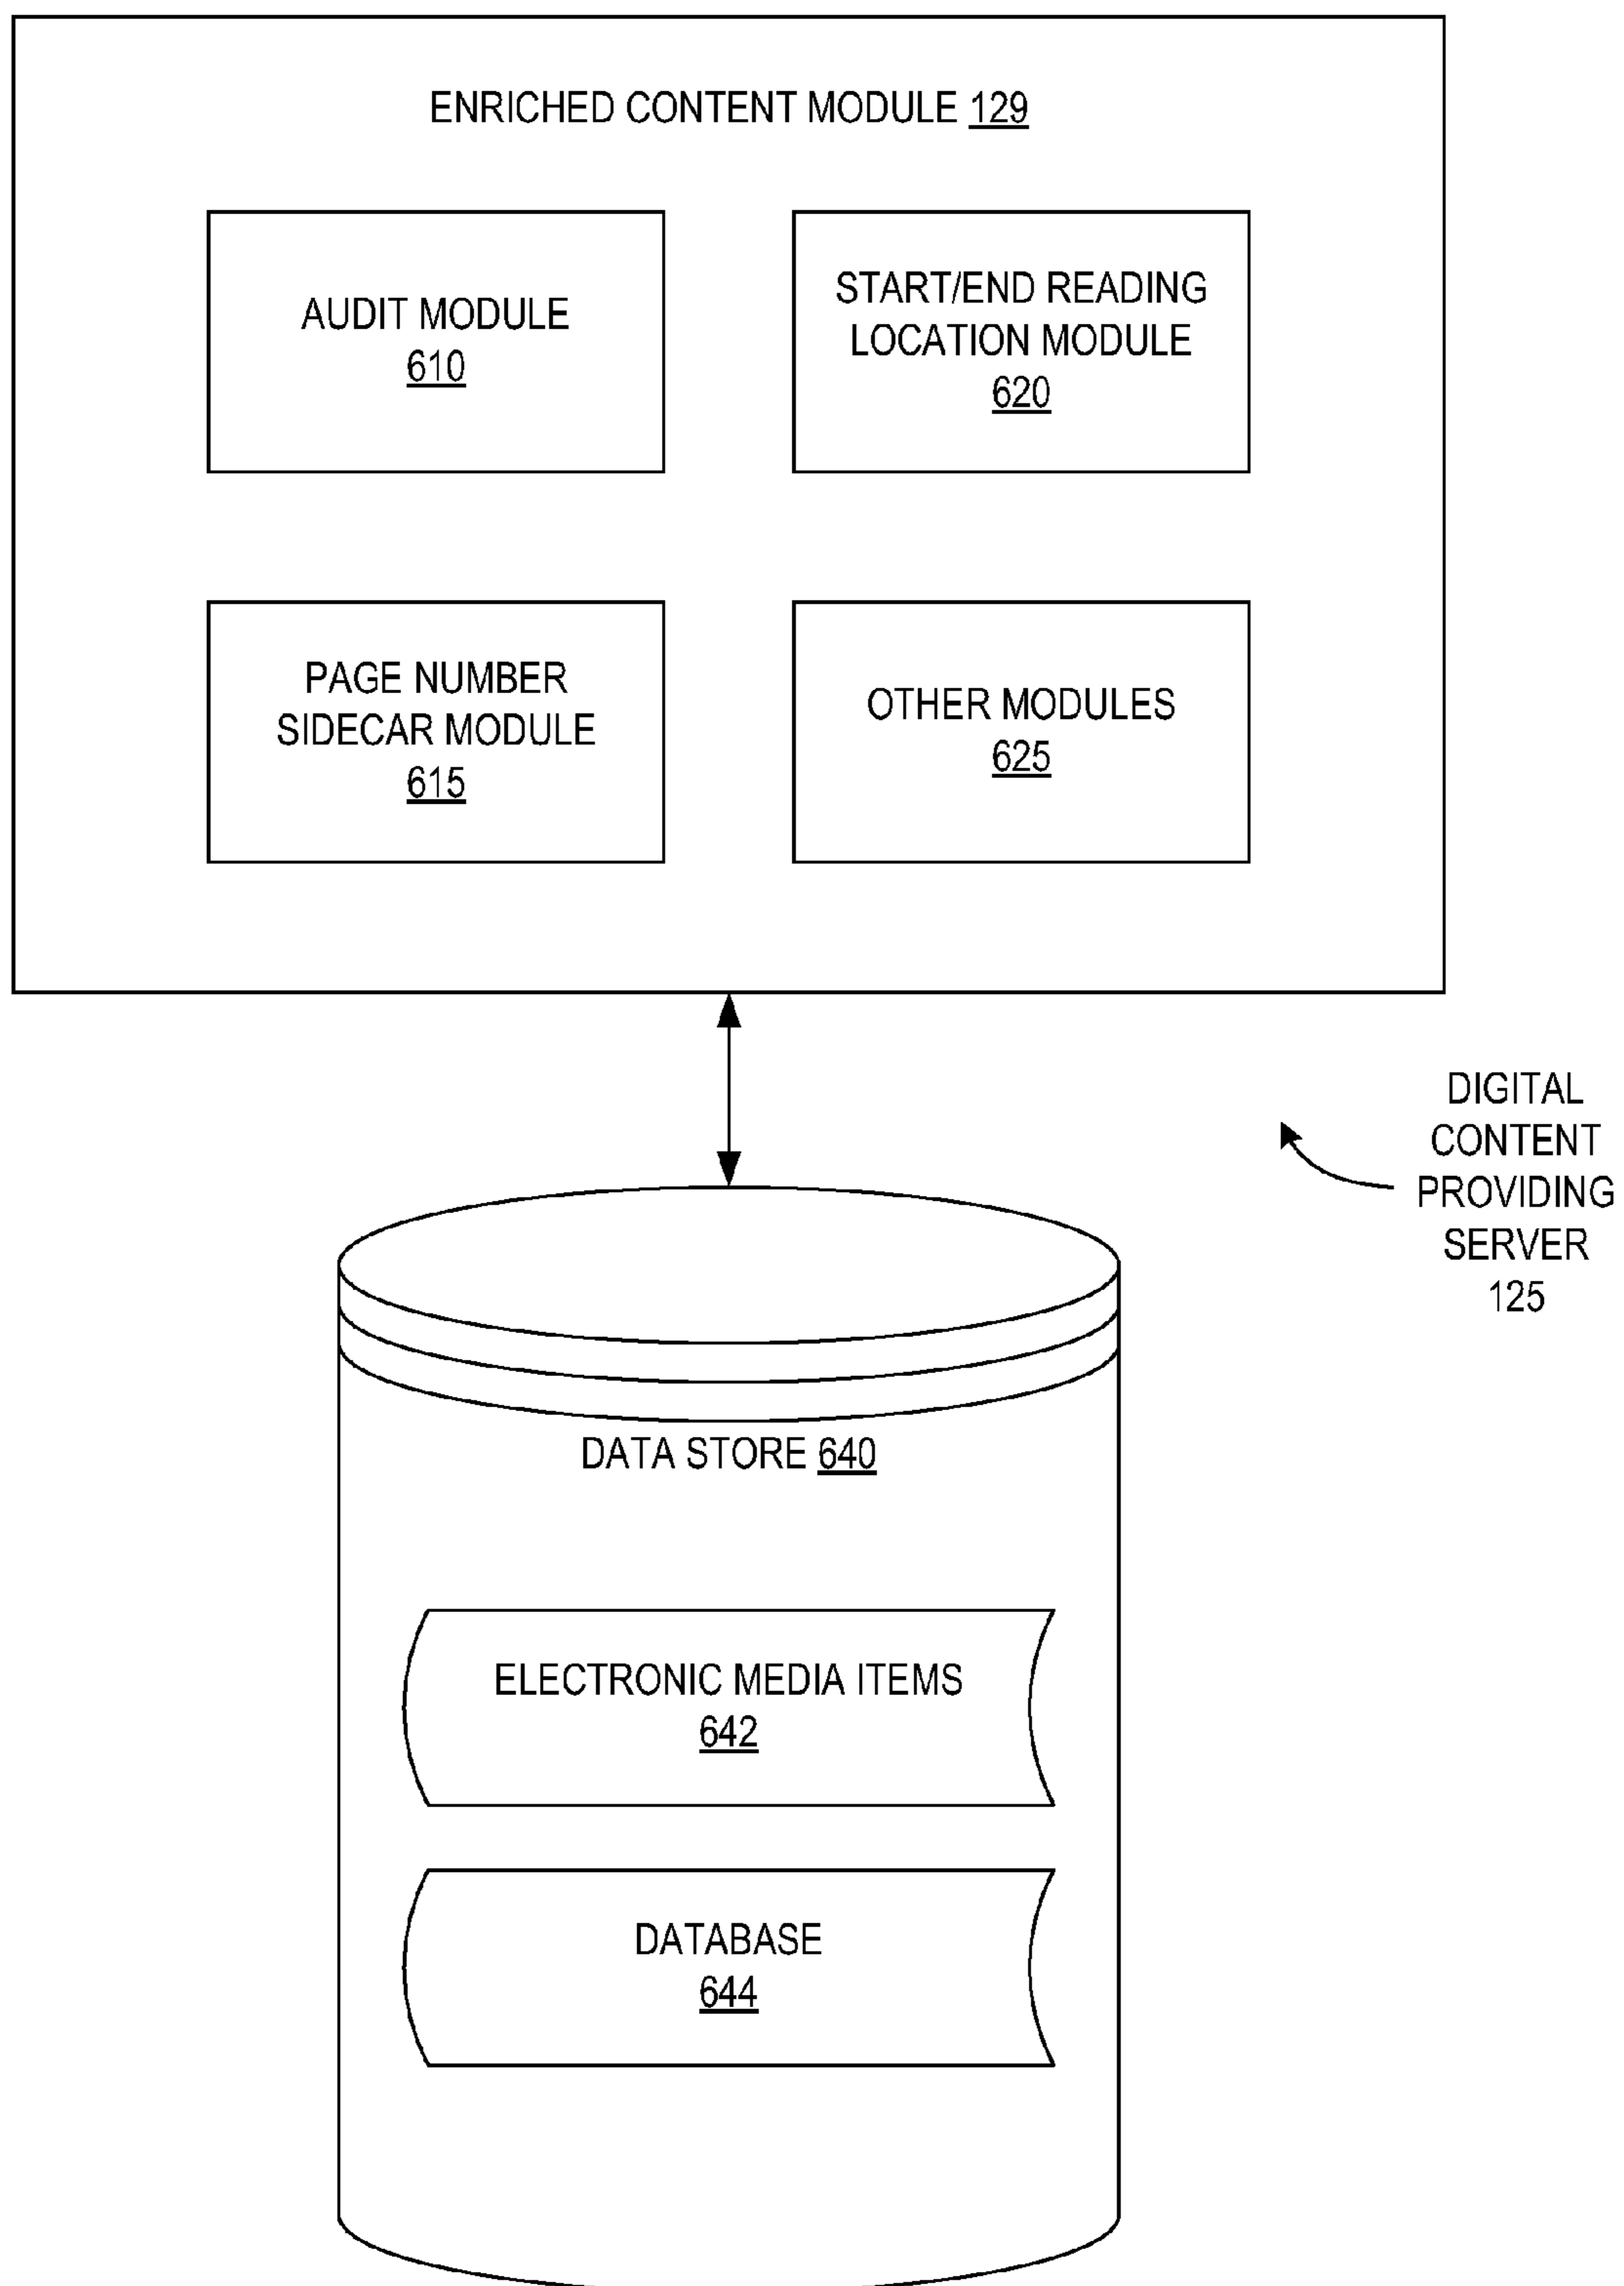 ENRICHED CONTENT MODULE 129
AUDIT MODULE
610
START/END READING
LOCATION MODULE
620
PAGE NUMBER
SIDECAR MODULE
615
OTHER MODULES
625
DIGITAL
CONTENT
PROVIDING
SERVER
125
DATA STORE 640
ELECTRONIC MEDIA ITEMS
642
DATABASE
644